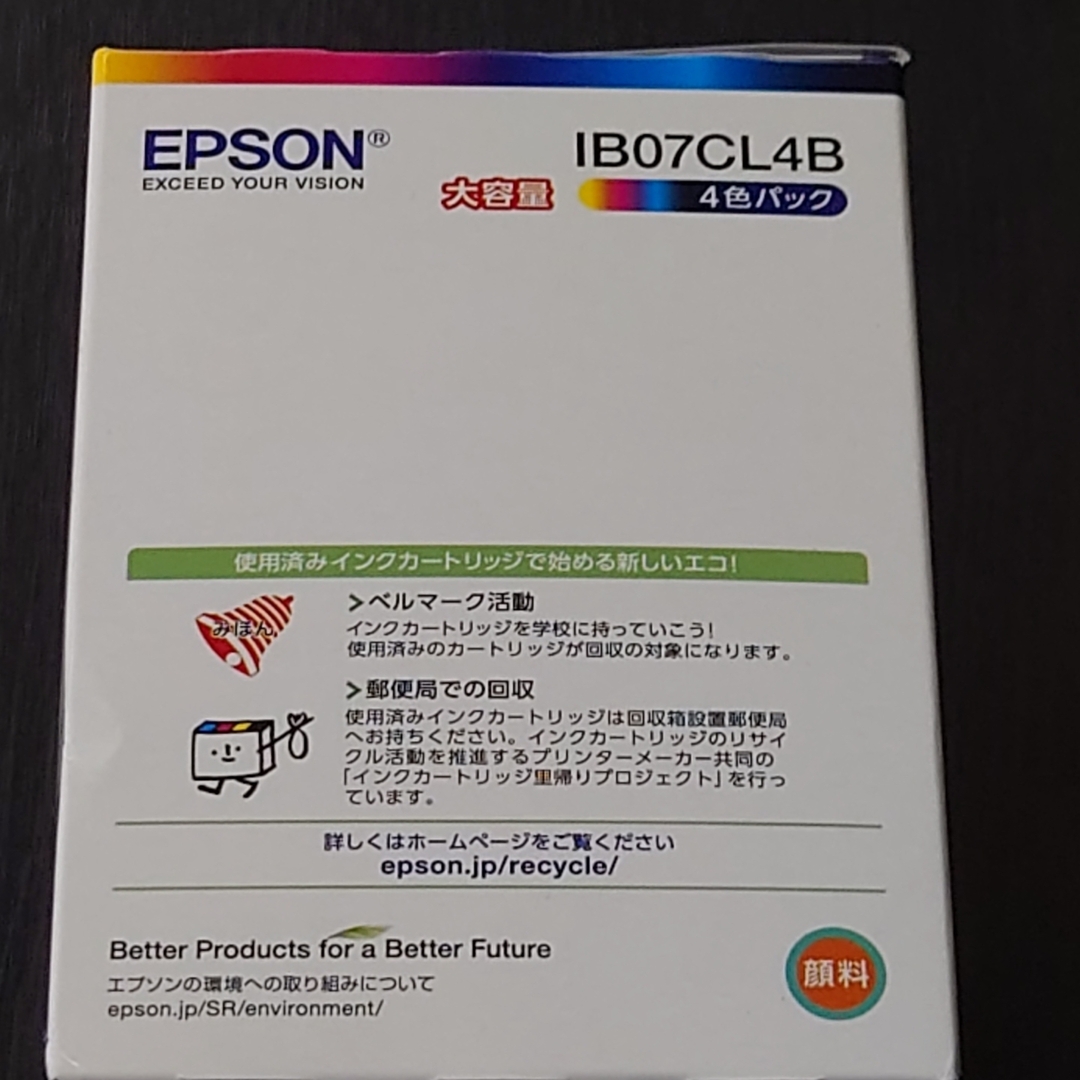 EPSON®
EXCEED YOUR VISION
IB07CL4B
大容量
4色パック
使用済みインクカートリッジで始める新しいエコ!
みほん
>ベルマーク活動
インクカートリッジを学校に持っていこう!
使用済みのカートリッジが回収の対象になります。
>郵便局での回収
使用済みインクカートリッジは回収箱設置郵便局
へお持ちください。インクカートリッジのリサイ
クル活動を推進するプリンターメーカー共同の
「インクカートリッジ里帰りプロジェクト」を行っ
ています。
詳しくはホームページをご覧ください
epson.jp/recycle/
Better Products for a Better Future
エプソンの環境への取り組みについて
epson.jp/SR/environment/
顔料